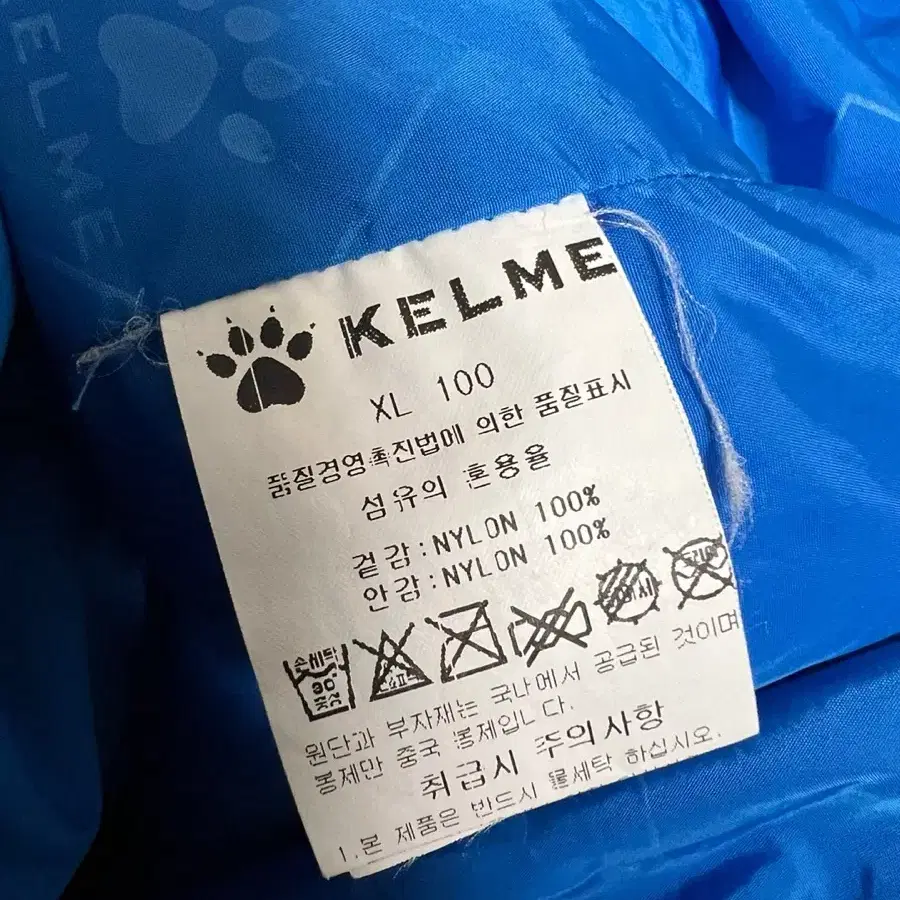 KELME
KELME
XL 100
품질경영촉진법에 의한 품질표시
섬유의 혼용율
겉감:NYLON 100%
안감:NYLON 100%
손세탁
원단과 부자재는 국내에서 공급된 것이며
봉제만 중국 봉제입니다.
취급시 주의사항
1.본 제품은 반드시 물세탁 하십시오.